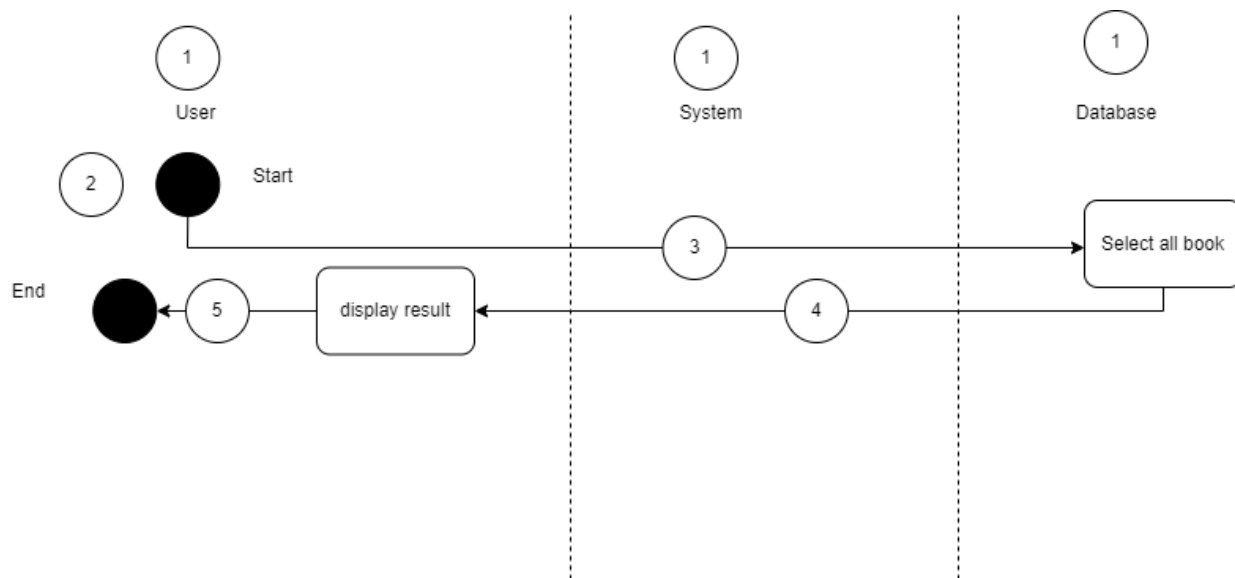 1
1
1
User
System
Database
2
Start
3
Select all book
End
5
display result
4